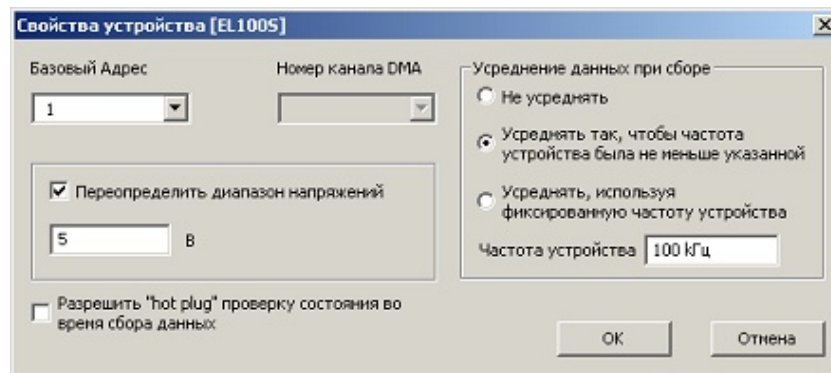 Свойства устройства [EL100S]
Базовый Адрес
Номер канала DMA
1
Переопределить диапазон напряжений
5 В
Разрешить "hot plug" проверку состояния во
время сбора данных
Усреднение данных при сборе
Не усреднять
Усреднять так, чтобы частота
устройства была не меньше указанной
Усреднять, используя
фиксированную частоту устройства
Частота устройства 100 kГц
OK
Отмена